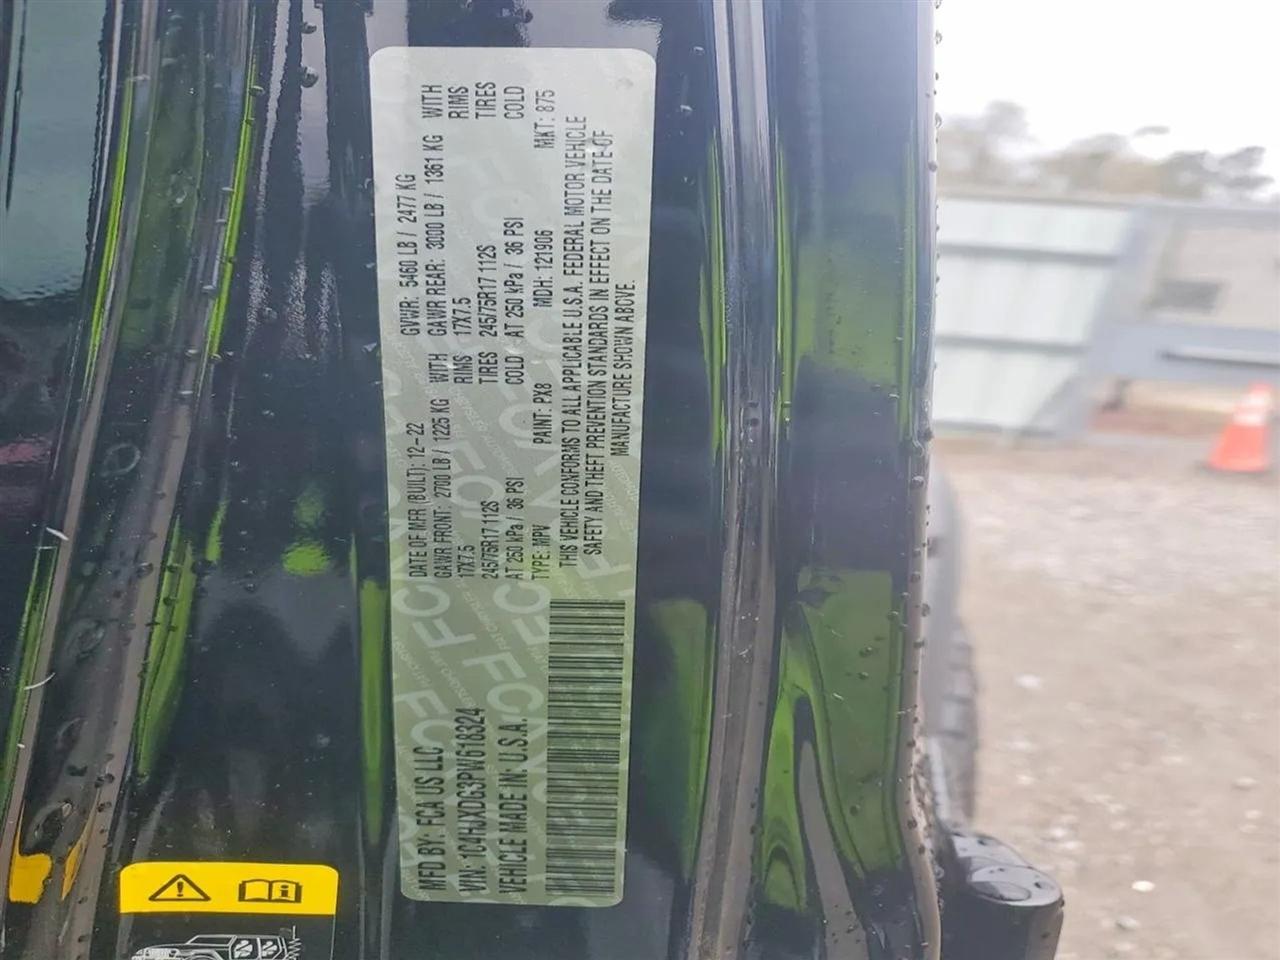 MFD BY: FCA US LLC
DATE OF MFR (BUILT): 12-22
GVWR: 5460 LB / 2477 KG
GAWR FRONT: 2700 LB / 1225 KG WITH
GAWR REAR: 3000 LB / 1361 KG WITH
17X7.5 RIMS
17X7.5 RIMS
245/75R17 112S TIRES
245/75R17 112S TIRES
AT 250 kPa / 36 PSI COLD
AT 250 kPa / 36 PSI COLD
VIN: 1C4HJXDG3PW618324
TYPE: MPV PAINT: PX8 MDH: 121906 MKT: 875
VEHICLE MADE IN: U.S.A.
THIS VEHICLE CONFORMS TO ALL APPLICABLE U.S.A. FEDERAL MOTOR VEHICLE
SAFETY AND THEFT PREVENTION STANDARDS IN EFFECT ON THE DATE OF
MANUFACTURE SHOWN ABOVE.